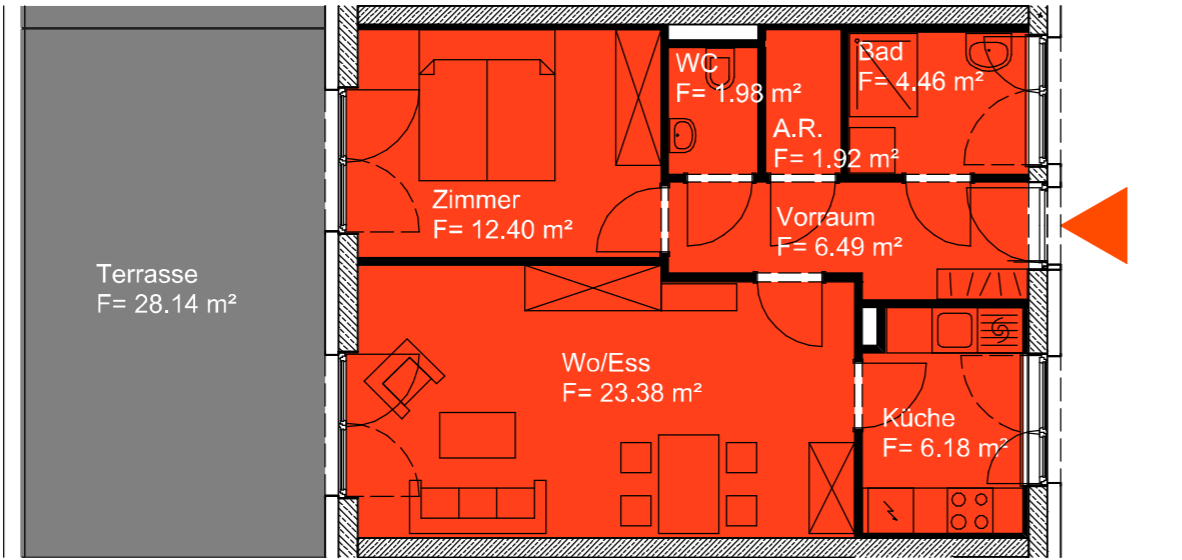 WC
F= 1.98 m²
Bad
F= 4.46 m²
A.R.
F= 1.92 m²
Zimmer
F= 12.40 m²
Vorraum
F= 6.49 m²
Terrasse
F= 28.14 m²
Wo/Ess
F= 23.38 m²
Küche
F= 6.18 m²